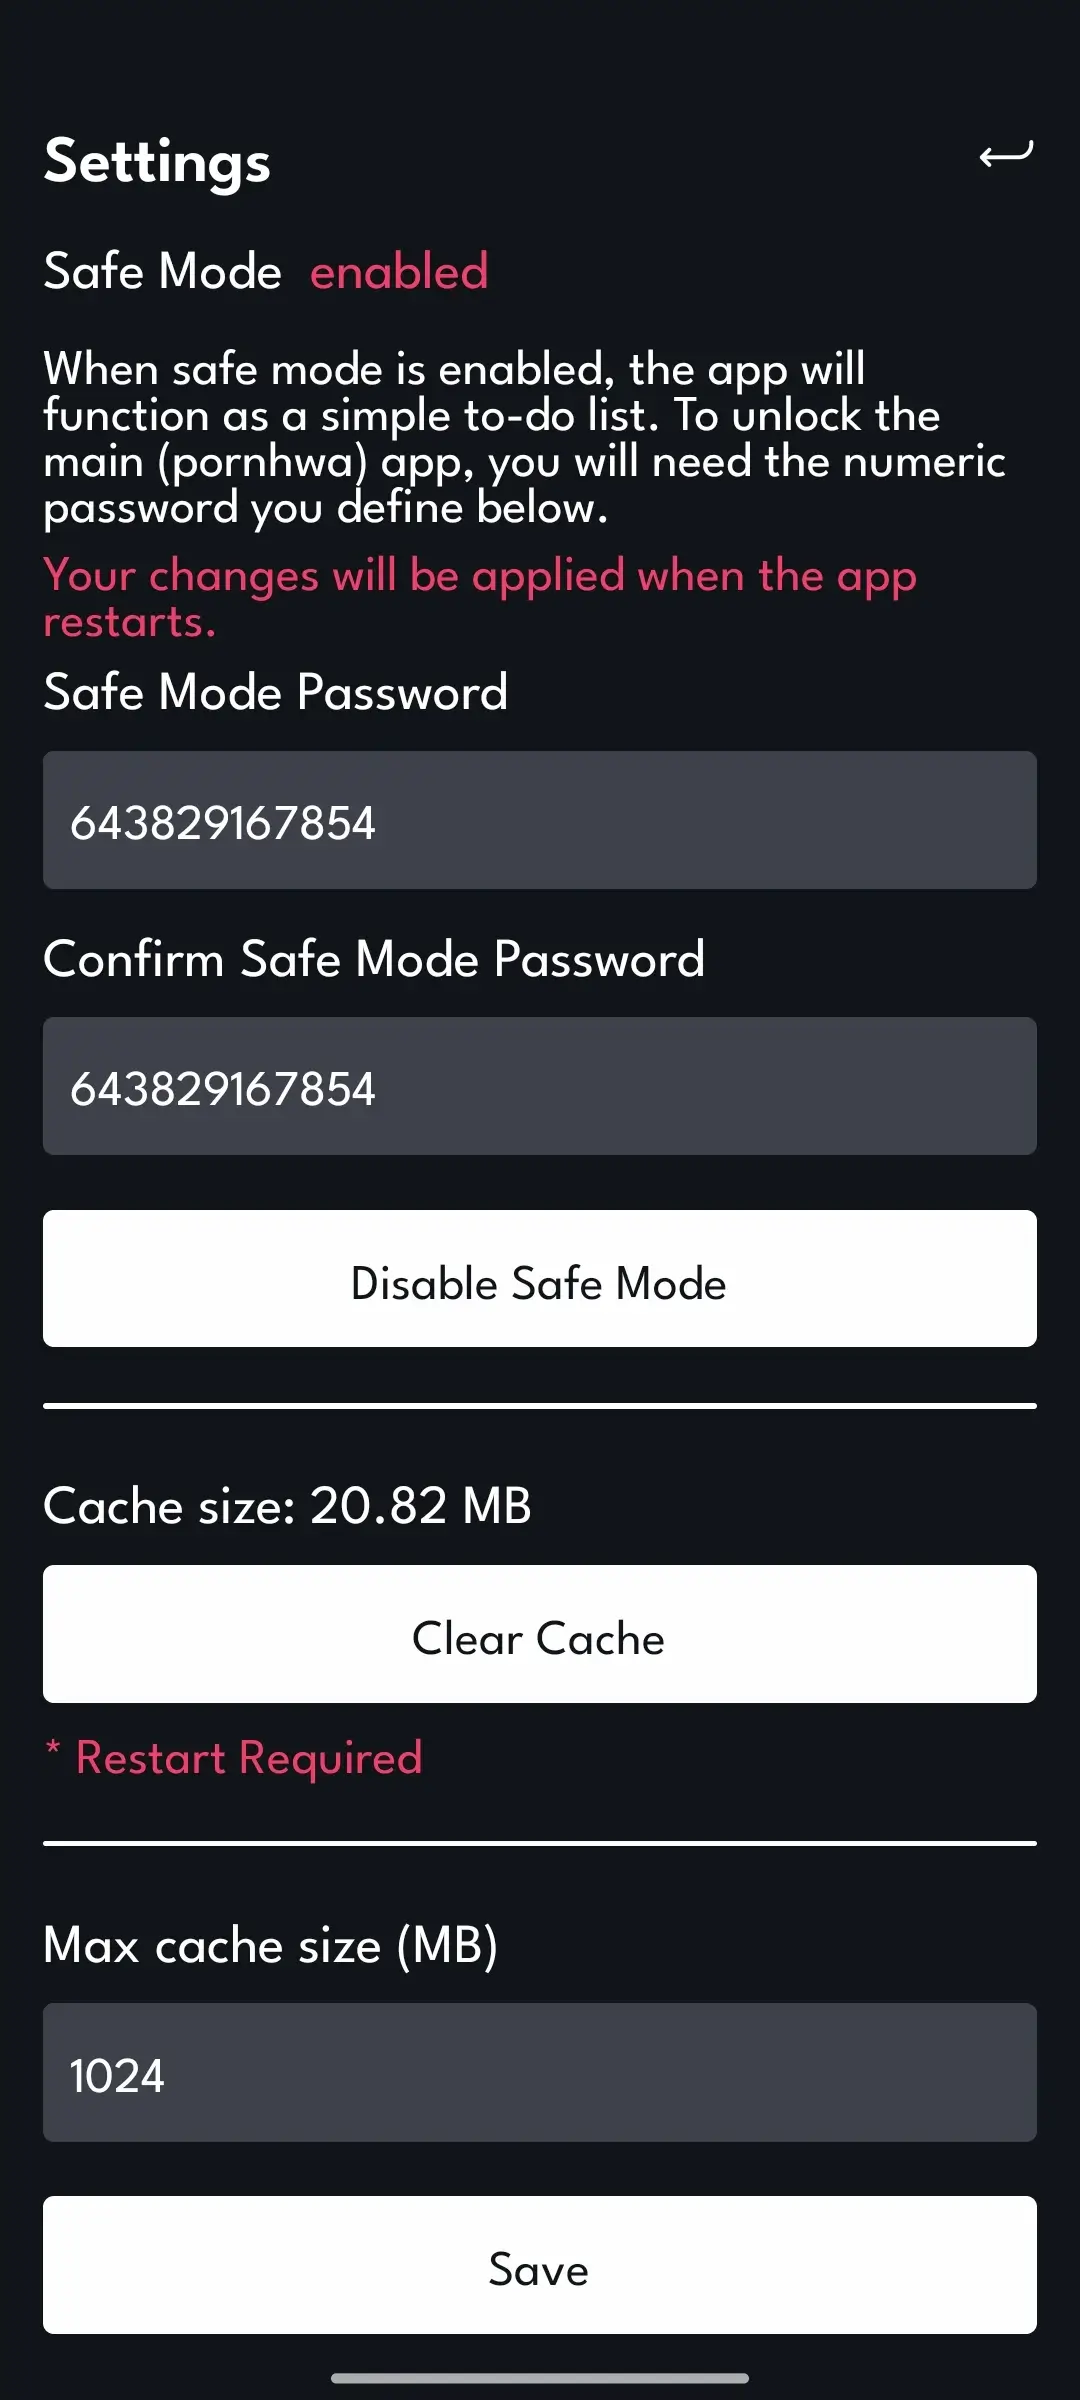 Settings
Safe Mode enabled
When safe mode is enabled, the app will
function as a simple to-do list. To unlock the
main (pornhwa) app, you will need the numeric
password you define below.
Your changes will be applied when the app
restarts.
Safe Mode Password
643829167854
Confirm Safe Mode Password
643829167854
Disable Safe Mode
Cache size: 20.82 MB
Clear Cache
* Restart Required
Max cache size (MB)
1024
Save